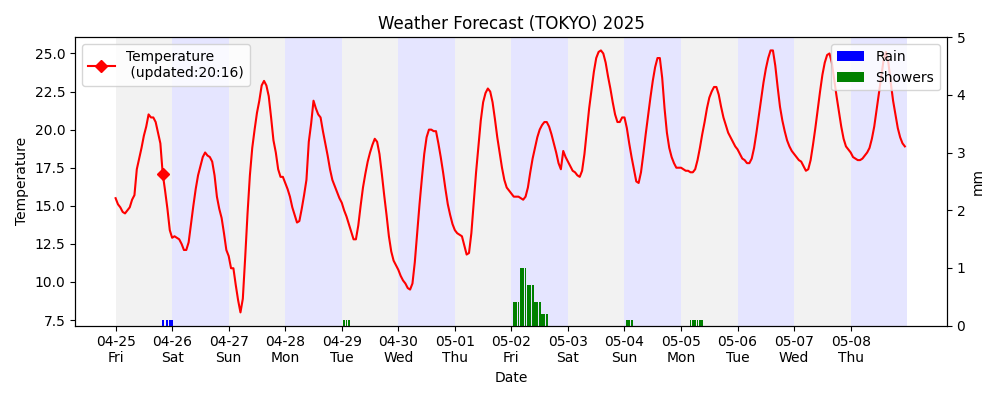 Weather Forecast (TOKYO) 2025
Temperature
(updated:20:16)
Rain
Showers
Temperature
25.0
22.5
20.0
17.5
15.0
12.5
10.0
7.5
5
4
3
2
1
0
mm
04-25 04-26 04-27 04-28 04-29 04-30 05-01 05-02 05-03 05-04 05-05 05-06 05-07 05-08
Fri Sat Sun Mon Tue Wed Thu Fri Sat Sun Mon Tue Wed Thu
Date